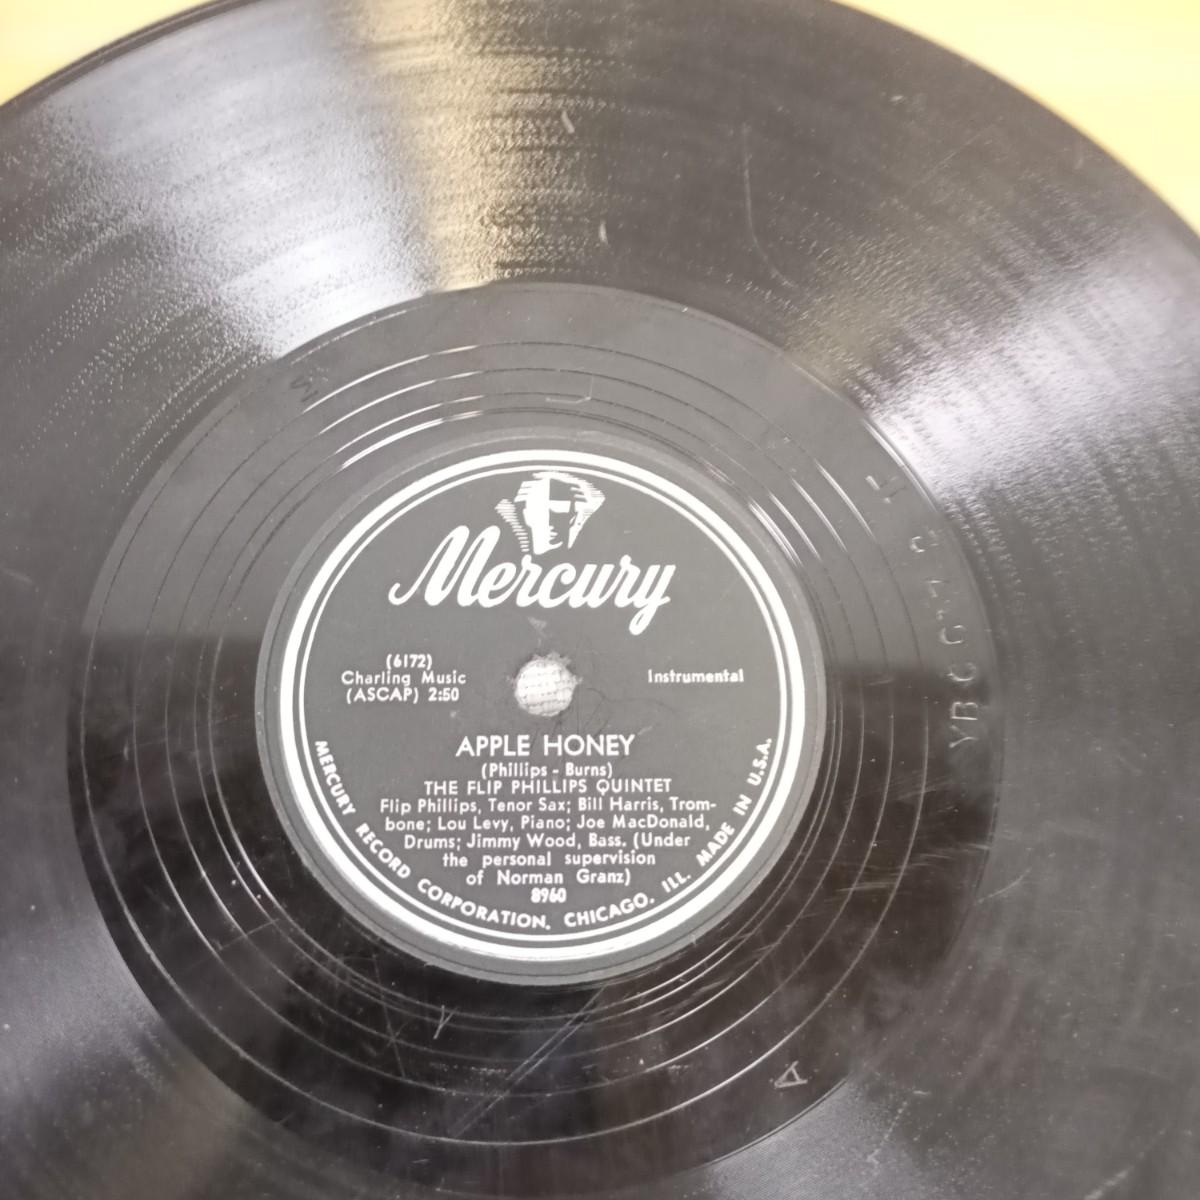 Mercury
(6172)
Charling Music
(ASCAP) 2:50
Instrumental
APPLE HONEY
(Phillips - Burns)
THE FLIP PHILLIPS QUINTET
Flip Phillips, Tenor Sax; Bill Harris, Trom-
bone; Lou Levy, Piano; Joe MacDonald,
Drums; Jimmy Wood, Bass. (Under
the personal supervision
of Norman Granz)
8960
MERCURY RECORD CORPORATION. CHICAGO. ILL. MADE IN U.S.A.
A